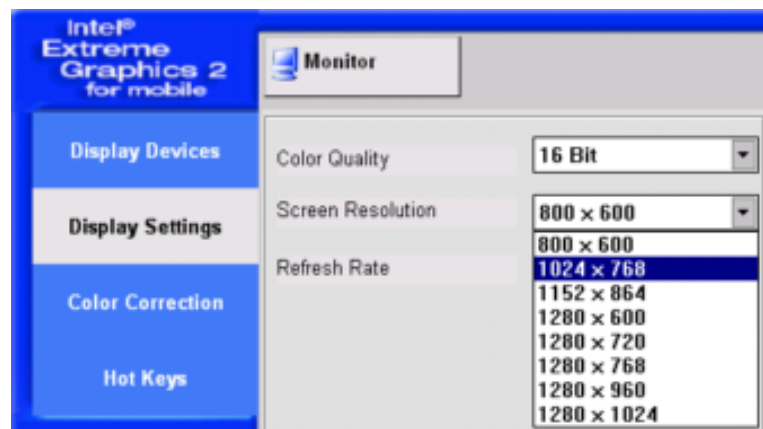 Intel®
Extreme
Graphics 2
for mobile
Monitor
Display Devices
Display Settings
Color Correction
Hot Keys
Color Quality
16 Bit
Screen Resolution
800 x 600
Refresh Rate
800 x 600
1024 x 768
1152 x 864
1280 x 600
1280 x 720
1280 x 768
1280 x 960
1280 x 1024